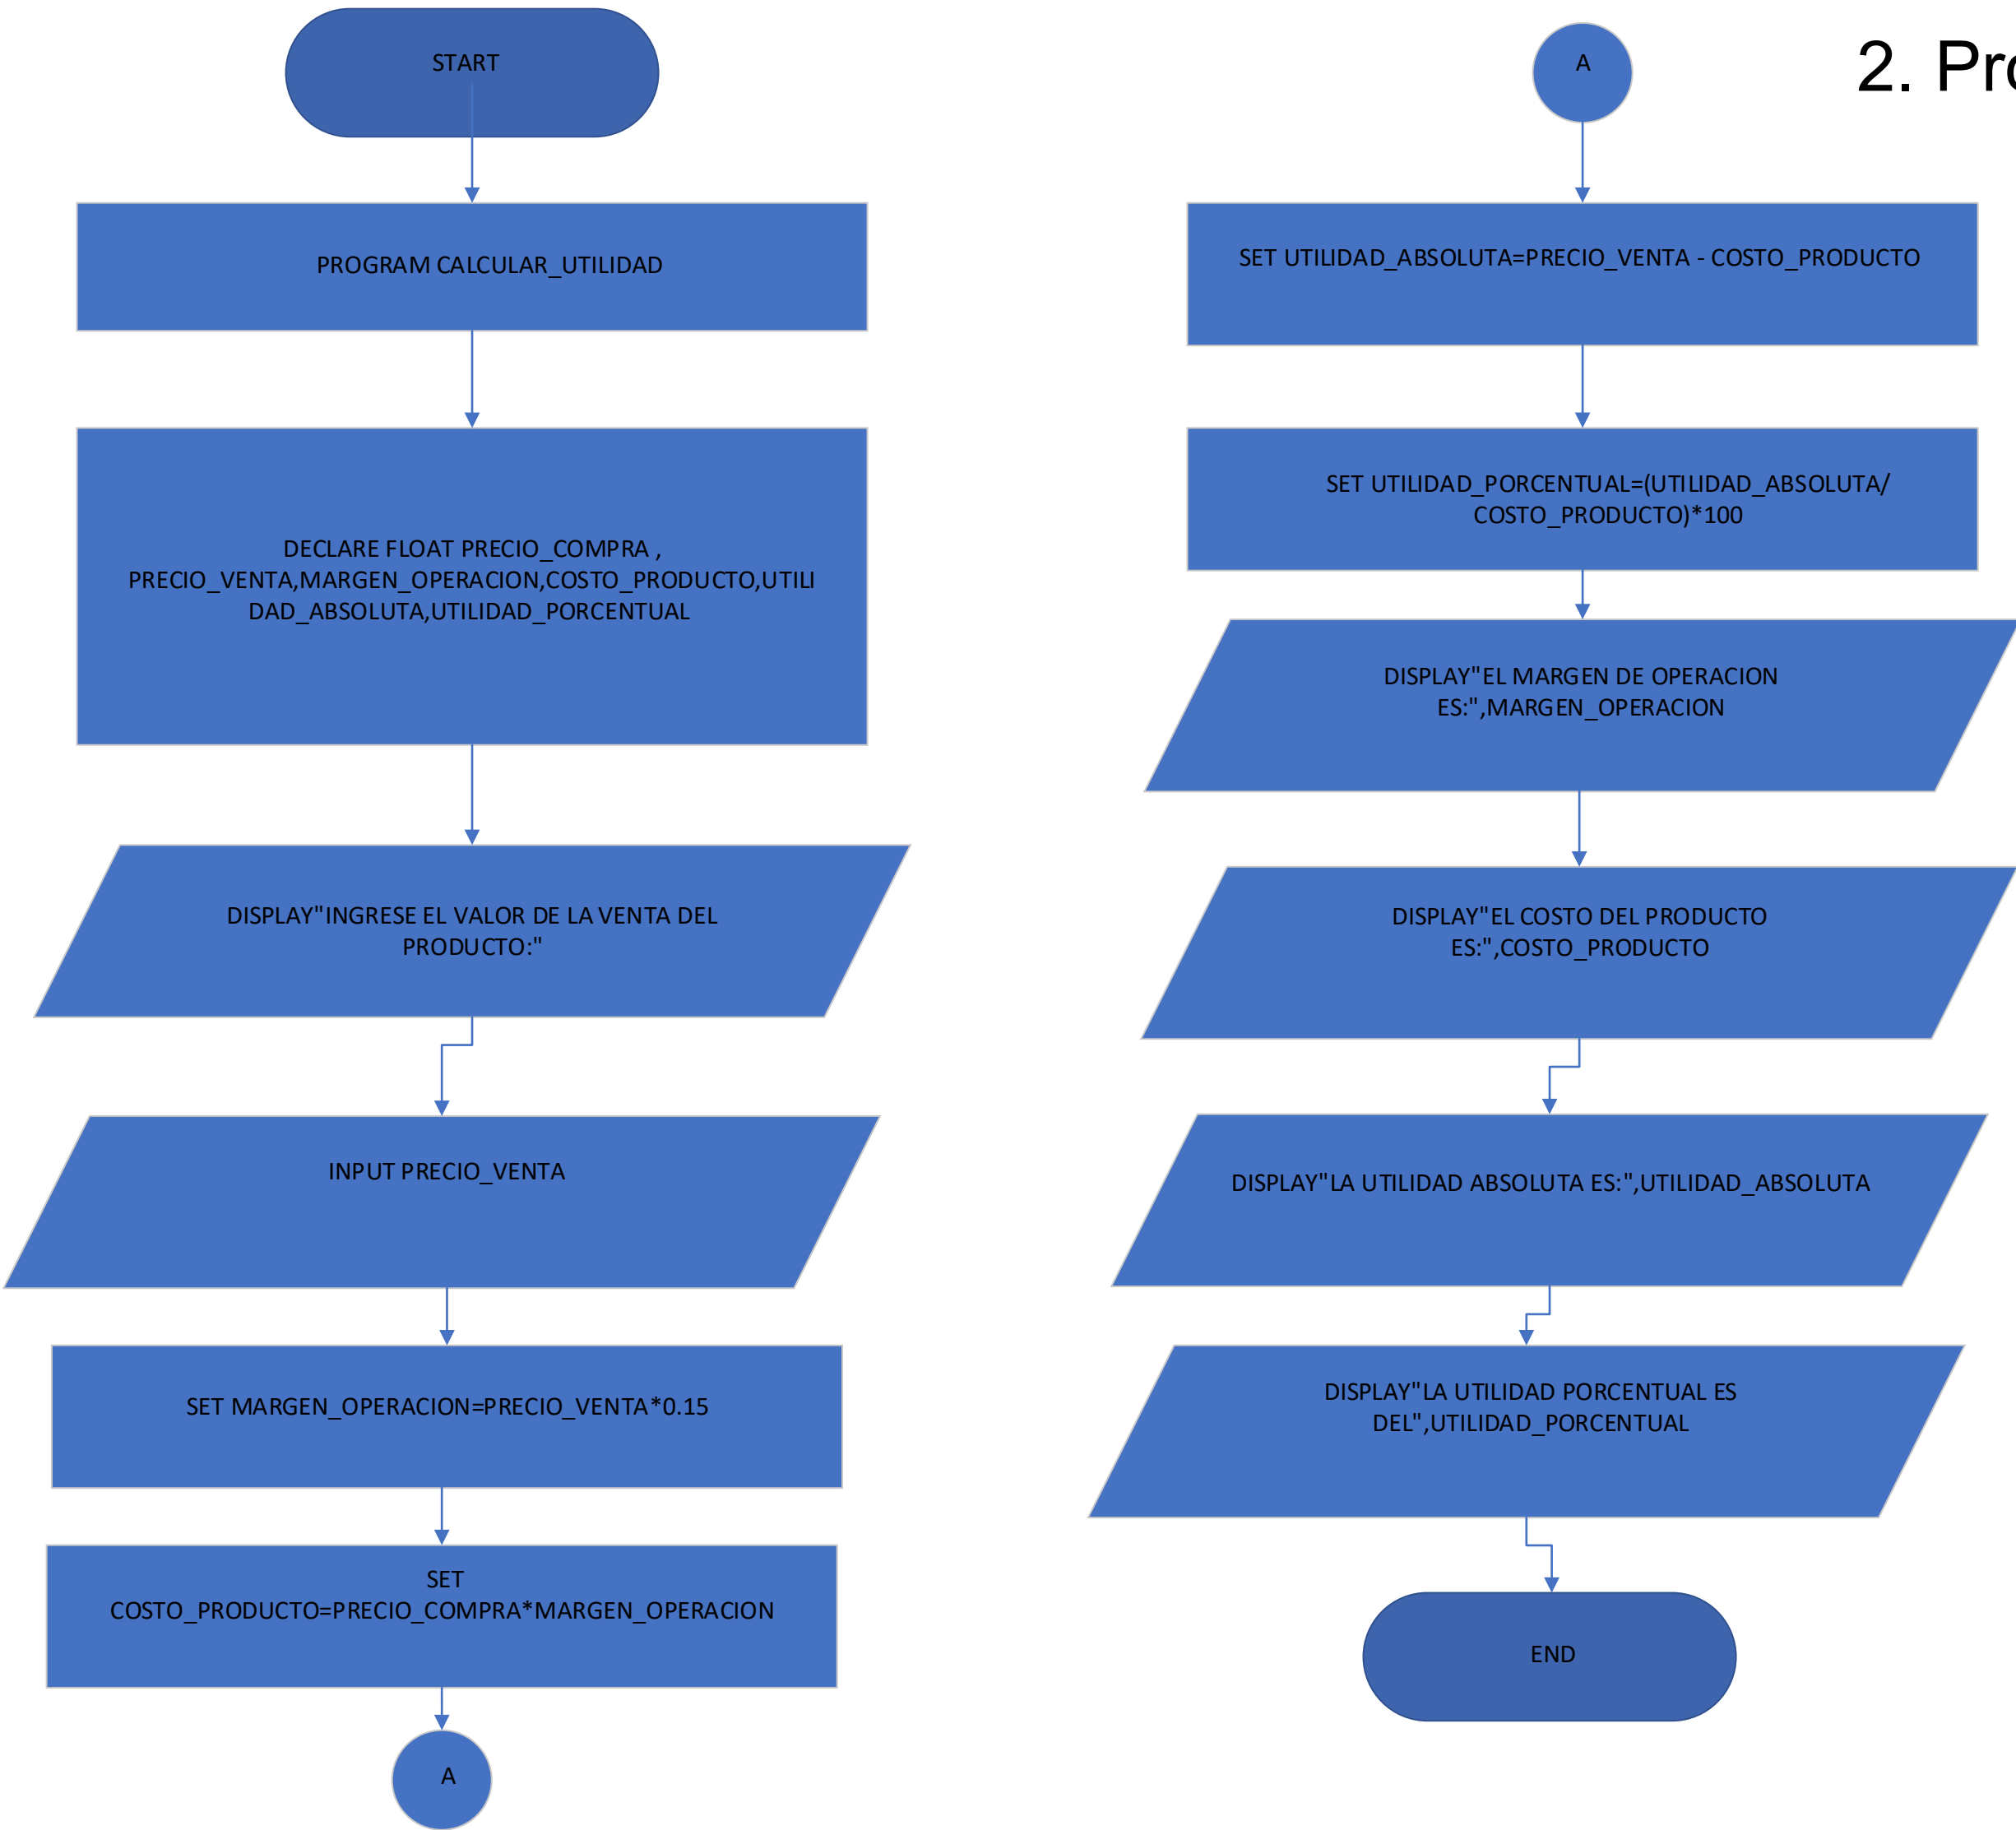 START
PROGRAM CALCULAR_UTILIDAD
DECLARE FLOAT PRECIO_COMPRA ,
PRECIO_VENTA,MARGEN_OPERACION,COSTO_PRODUCTO,UTILI
DAD_ABSOLUTA,UTILIDAD_PORCENTUAL
DISPLAY"INGRESE EL VALOR DE LA VENTA DEL
PRODUCTO:"
INPUT PRECIO_VENTA
SET MARGEN_OPERACION=PRECIO_VENTA*0.15
SET
COSTO_PRODUCTO=PRECIO_COMPRA*MARGEN_OPERACION
A
A
SET UTILIDAD_ABSOLUTA=PRECIO_VENTA - COSTO_PRODUCTO
SET UTILIDAD_PORCENTUAL=(UTILIDAD_ABSOLUTA/
COSTO_PRODUCTO)*100
DISPLAY"EL MARGEN DE OPERACION
ES:",MARGEN_OPERACION
DISPLAY"EL COSTO DEL PRODUCTO
ES:",COSTO_PRODUCTO
DISPLAY"LA UTILIDAD ABSOLUTA ES:",UTILIDAD_ABSOLUTA
DISPLAY"LA UTILIDAD PORCENTUAL ES
DEL",UTILIDAD_PORCENTUAL
END
2.